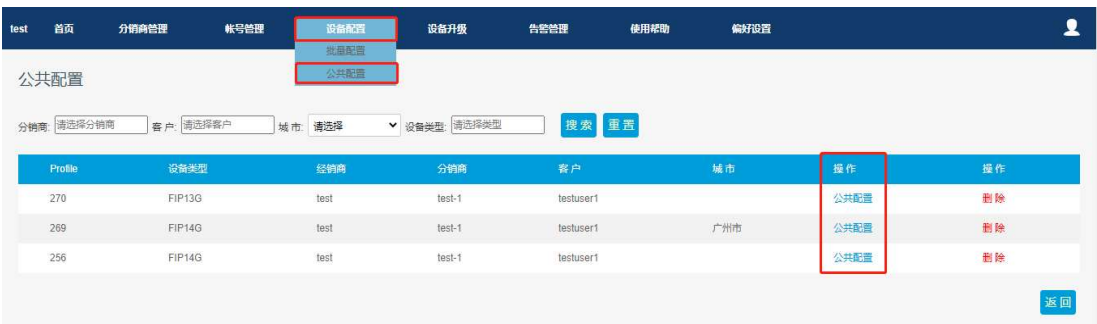 test 首页 分销商管理 帐号管理 设备配置 设备升级 告警管理 使用帮助 偏好设置
批量配置
公共配置
公共配置
分销商: 请选择分销商 客 户: 请选择客户 城 市: 请选择 设备类型: 请选择类型 搜 索 重 置
Profile 设备类型 经销商 分销商 客 户 城 市 操 作 操 作
270 FIP13G test test-1 testuser1 公共配置 删 除
269 FIP14G test test-1 testuser1 广州市 公共配置 删 除
256 FIP14G test test-1 testuser1 公共配置 删 除
返 回